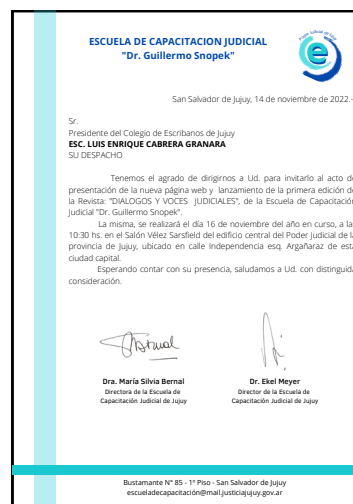 ESCUELA DE CAPACITACION JUDICIAL
"Dr. Guillermo Snopek"
Poder Judicial de Jujuy
e
San Salvador de Jujuy, 14 de noviembre de 2022.-
Sr.
Presidente del Colegio de Escribanos de Jujuy
ESC. LUIS ENRIQUE CABRERA GRANARA
SU DESPACHO
Tenemos el agrado de dirigirnos a Ud. para invitarlo al acto de
presentación de la nueva página web y lanzamiento de la primera edición de
la Revista: "DIALOGOS Y VOCES JUDICIALES", de la Escuela de Capacitación
Judicial "Dr. Guillermo Snopek".
La misma, se realizará el día 16 de noviembre del año en curso, a la
10:30 hs. en el Salón Vélez Sarsfield del edificio central del Poder Judicial de la
provincia de Jujuy, ubicado en calle Independencia esq. Argañaraz de est
ciudad capital.
Esperando contar con su presencia, saludamos a Ud. con distinguid
consideración.
Dra. María Silvia Bernal
Directora de la Escuela de
Capacitación Judicial de Jujuy
Dr. Ekel Meyer
Director de la Escuela de
Capacitación Judicial de Jujuy
Bustamante N° 85 - 1º Piso - San Salvador de Jujuy
escueladecapacitación@mail.justiciajujuy.gov.ar